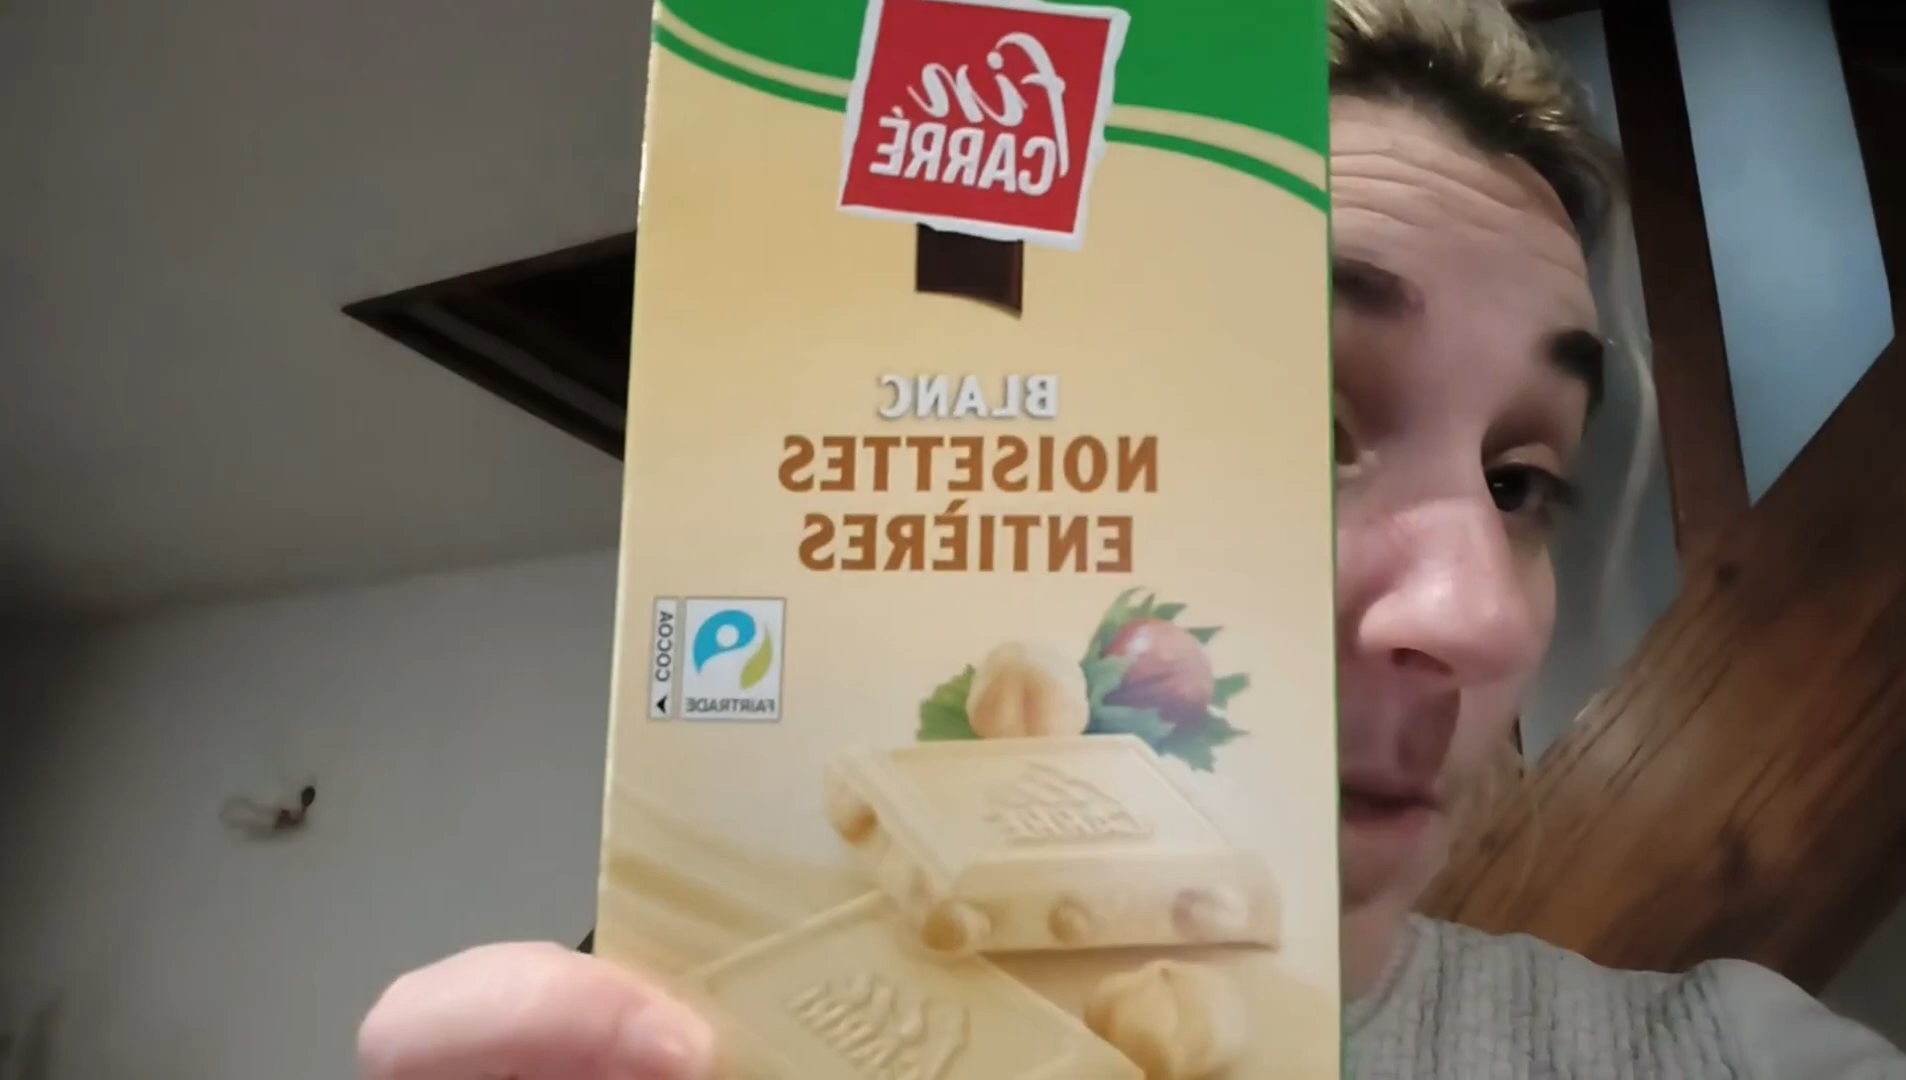 fin
CARRÉ
BLANC
NOISETTES
ENTIÈRES
COCOA
FAIRTRADE